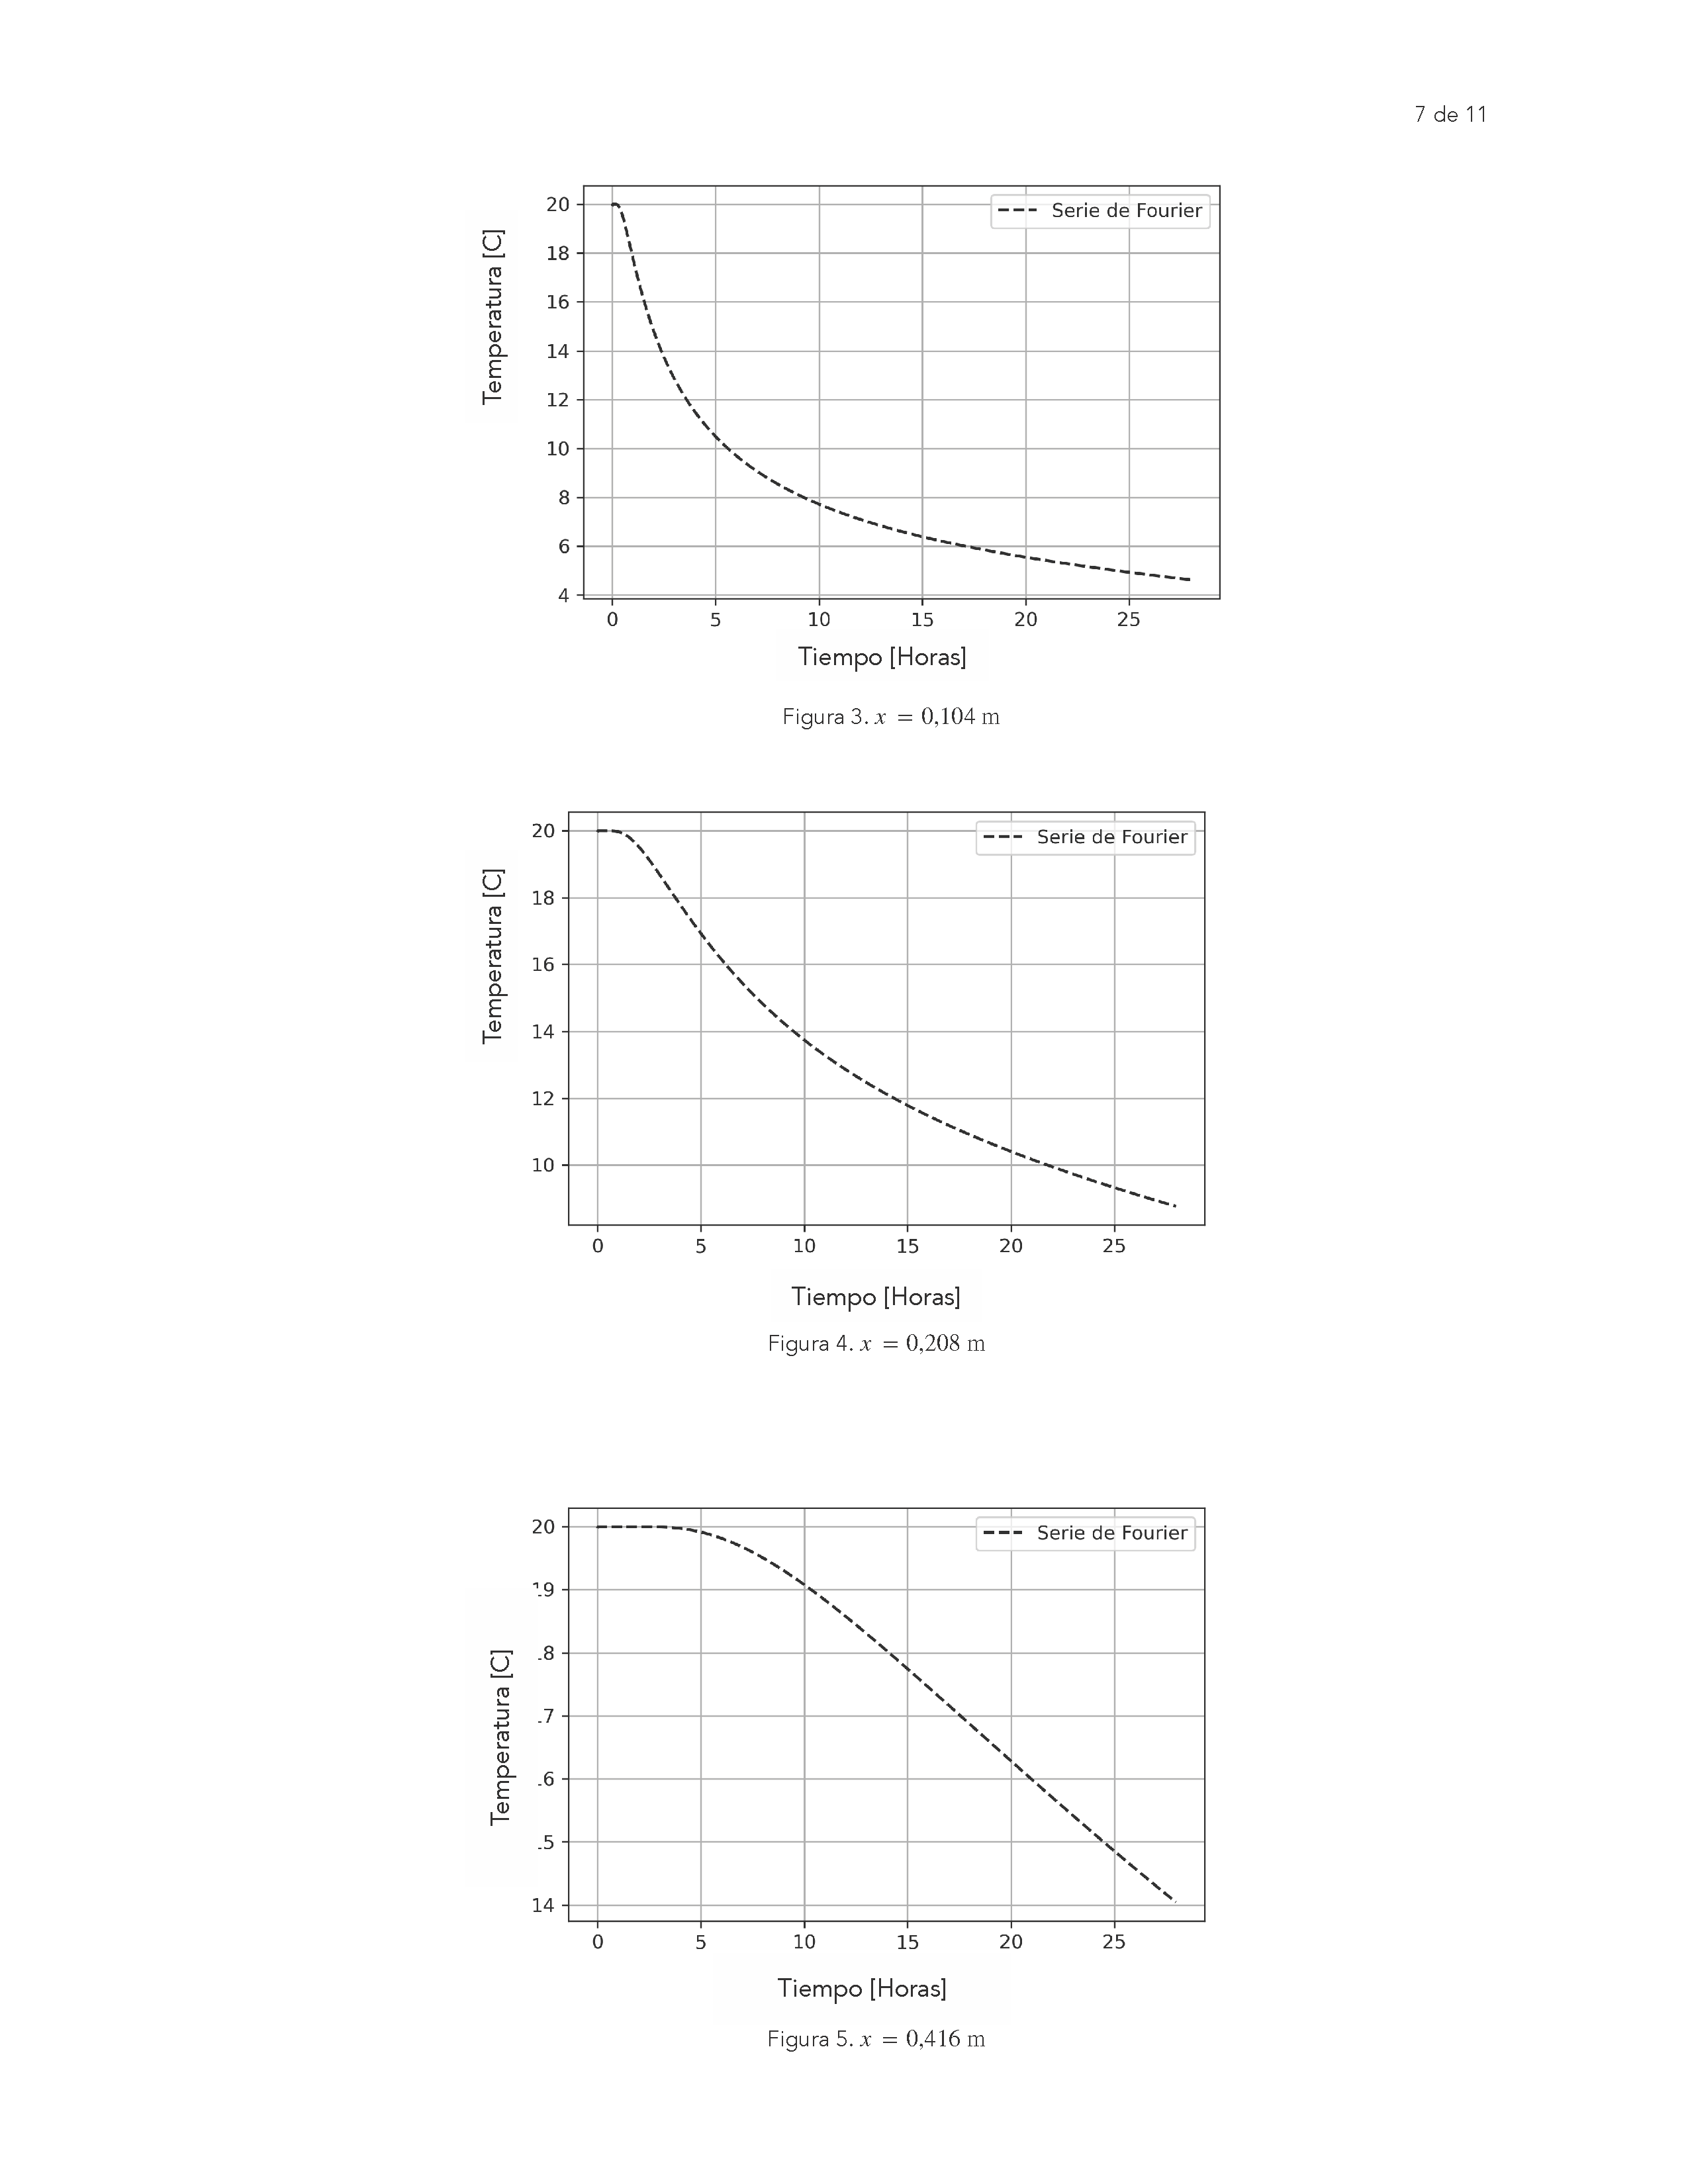 7 de 11
Temperatura [C]
20
18
16
14
12
10
8
6
4
Serie de Fourier
0 5 10 15 20 25
Tiempo [Horas]
Figura 3. x = 0,104 m
Temperatura [C]
20
18
16
14
12
10
Serie de Fourier
0 5 10 15 20 25
Tiempo [Horas]
Figura 4. x = 0,208 m
Temperatura [C]
20
19
.8
.7
.6
.5
14
Serie de Fourier
0 5 10 15 20 25
Tiempo [Horas]
Figura 5. x = 0,416 m